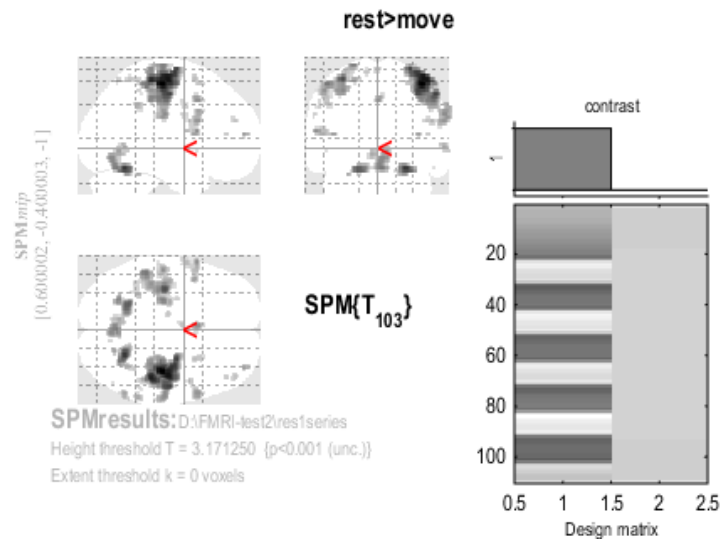 rest>move
SPMmip
[0.600002, -0.400003, -1]
SPM{T103}
SPMresults: D:\FMRI-test2\res1series
Height threshold T = 3.171250 {p<0.001 (unc.)}
Extent threshold k = 0 voxels
contrast
1
20
40
60
80
100
0.5 1 1.5 2 2.5
Design matrix